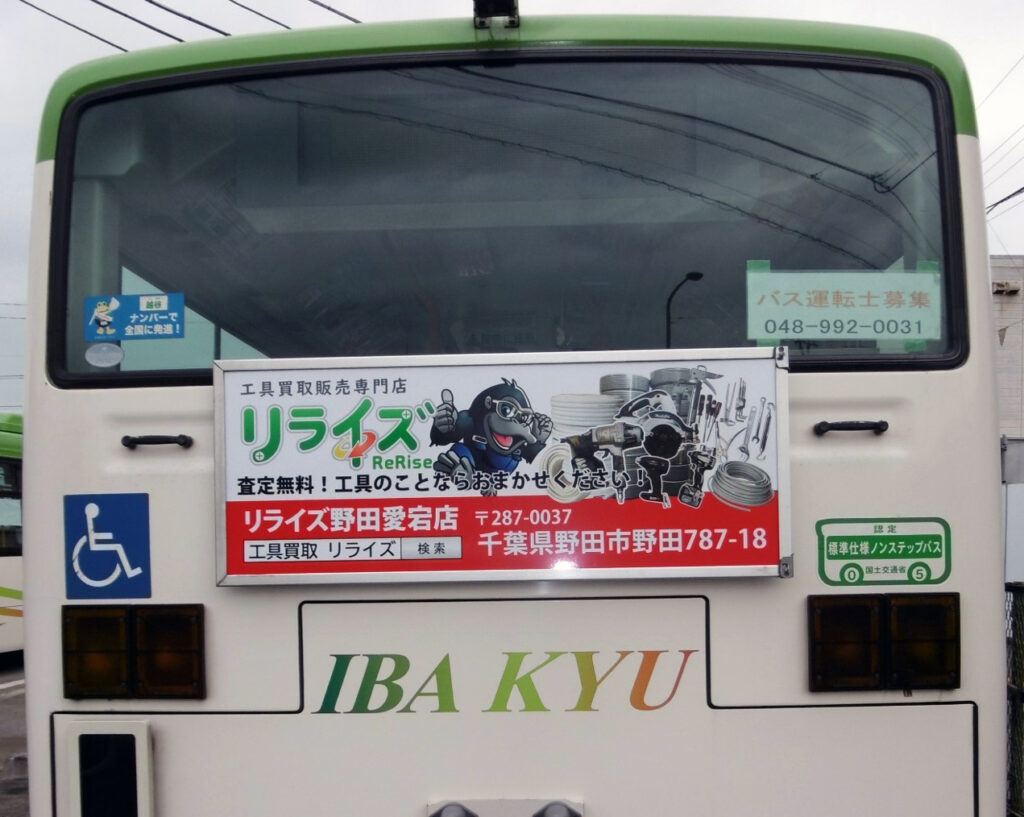 越谷
ナンバーで
全国に発進!
バス運転士募集
048-992-0031
工具買取販売専門店
リライズ
ReRise
査定無料!工具のことならおまかせください!
リライズ野田愛宕店
〒287-0037
工具買取 リライズ 検索
千葉県野田市野田787-18
認定
標準仕様ノンステップバス
国土交通省
0 5
IBA KYU